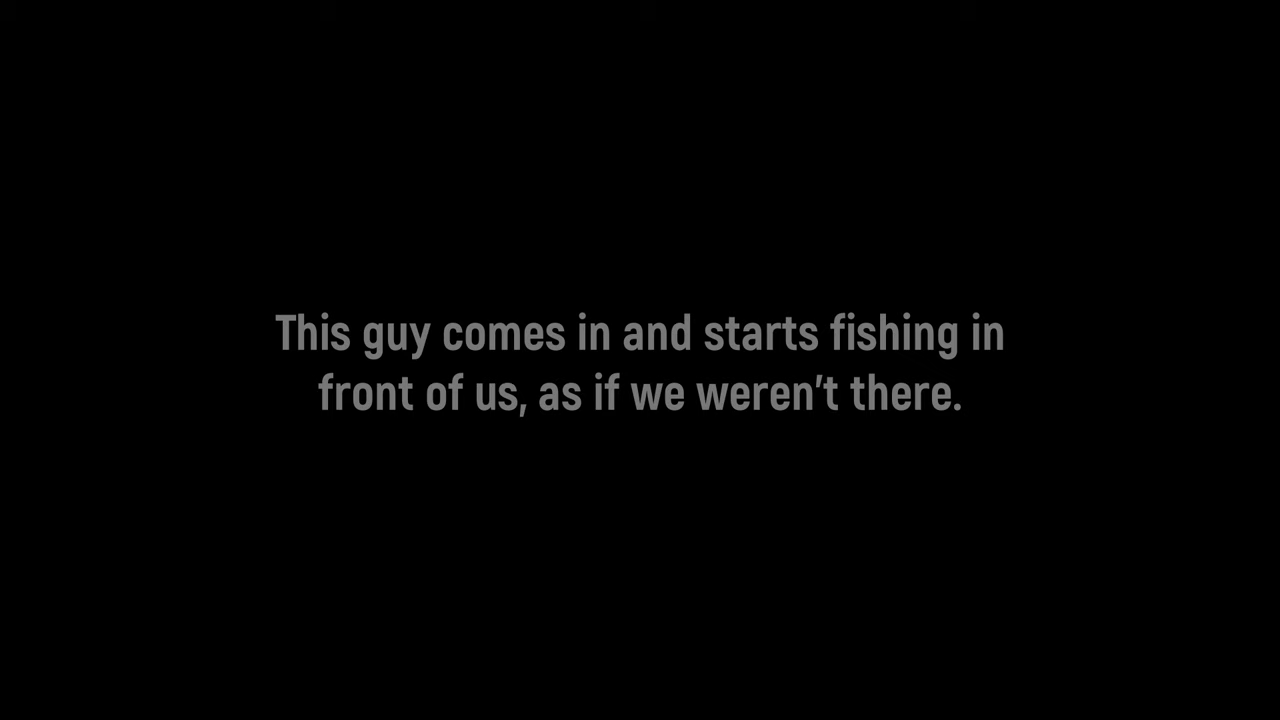 This guy comes in and starts fishing in
front of us, as if we weren’t there.